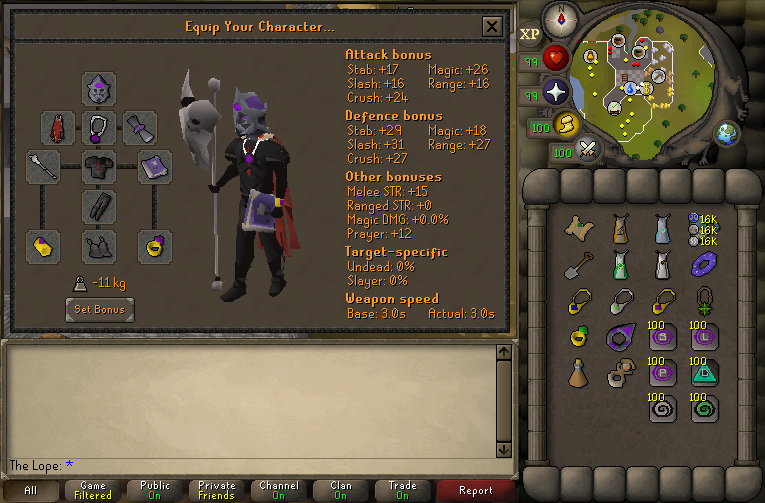 Equip Your Character...
XP
Attack bonus
Stab: +17 Magic: +26
Slash: +16 Range: +16
Crush: +24
Defence bonus
Stab: +29 Magic: +18
Slash: +31 Range: +27
Crush: +27
Other bonuses
Melee STR: +15
Ranged STR: +0
Magic DMG: +0.0%
Prayer: +12
Target-specific
Undead: 0%
Slayer: 0%
Weapon speed
Base: 3.0s Actual: 3.0s
-11 kg
Set Bonus
99
99
100
100
16K
16K
16K
100 S
100 L
100 P
100 D
100
100
The Lope: *
All
Game Filtered
Public On
Private Friends
Channel On
Clan On
Trade On
Report